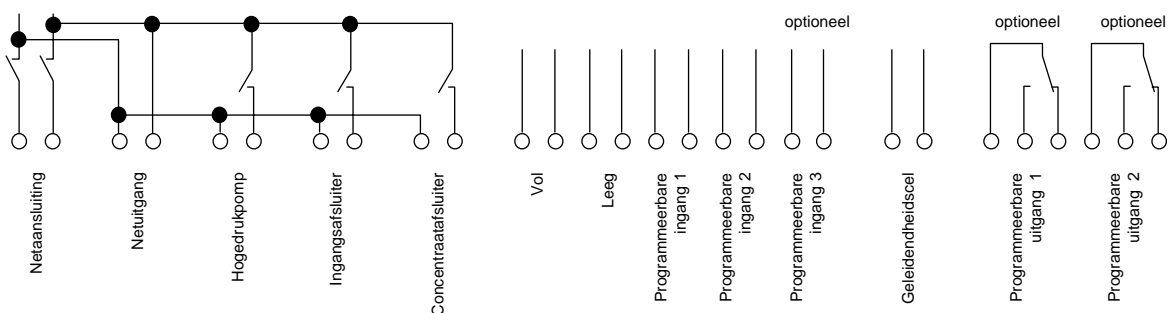 optioneel
optioneel
optioneel
Netaansluiting
Netuitgang
Hogedrukpomp
Ingangsafsluiter
Concentraatafsluiter
Vol
Leeg
Programmeerbare
ingang 1
Programmeerbare
ingang 2
Programmeerbare
ingang 3
Geleidendheidscel
Programmeerbare
uitgang 1
Programmeerbare
uitgang 2